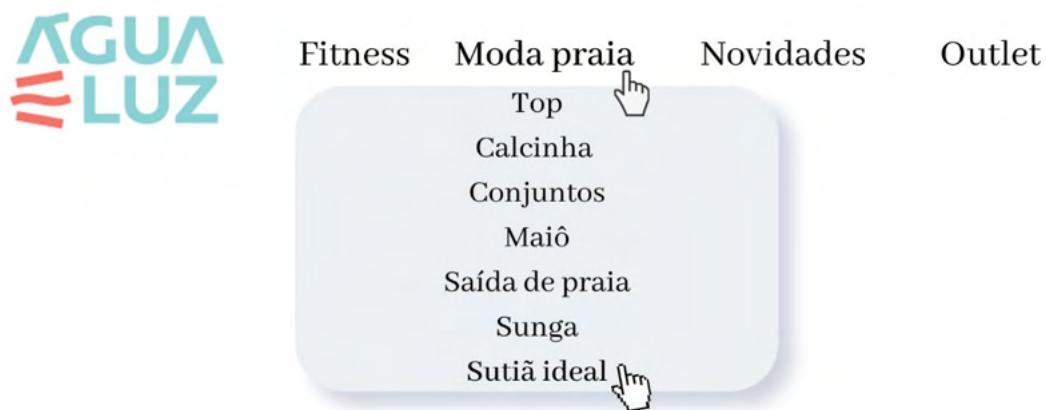 ÁGUA
E LUZ
Fitness Moda praia Novidades Outlet
Top
Calcinha
Conjuntos
Maiô
Saída de praia
Sunga
Sutiã ideal